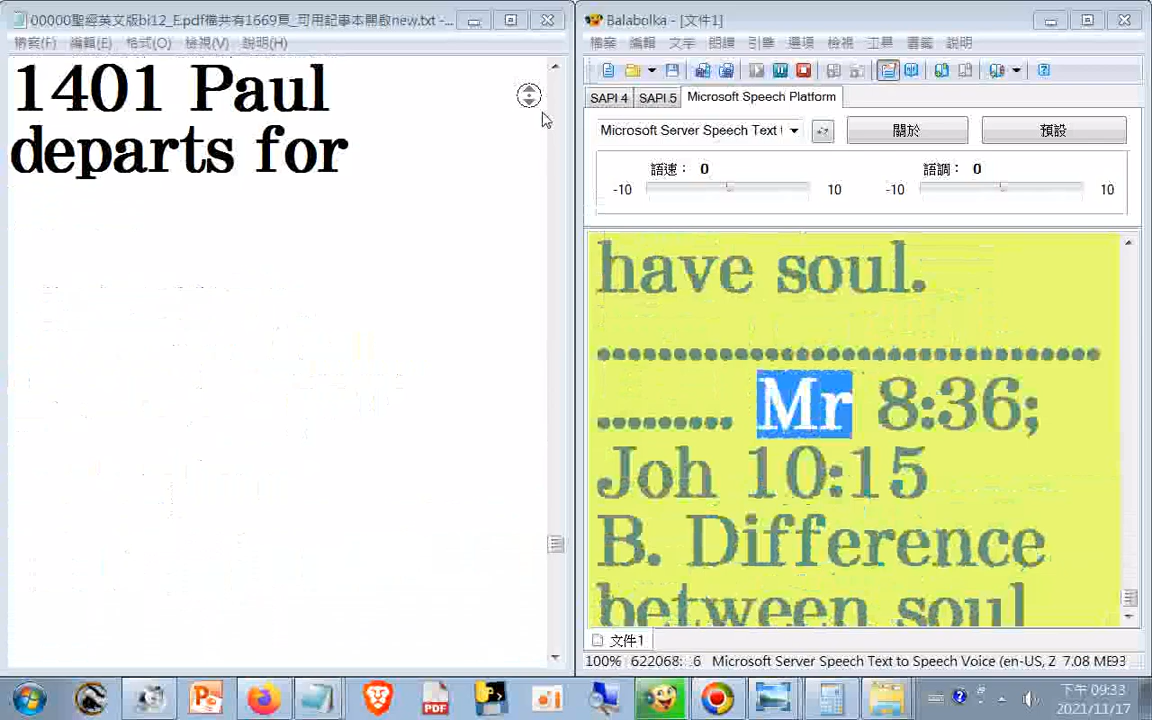 00000聖經英文版bi12_E.pdf檔共有1669頁_可用記事本開啟new.txt -...
檔案(F) 編輯(E) 格式(O) 檢視(V) 說明(H)
1401 Paul
departs for
Balabolka - [文件1]
檔案 編輯 文字 朗讀 引擎 選項 檢視 工具 書籤 說明
SAPI 4 SAPI 5 Microsoft Speech Platform
Microsoft Server Speech Text
關於
預設
語速： 0
語調： 0
-10 10 -10 10
have soul.
.........................................
........... Mr 8:36;
Joh 10:15
B. Difference
between soul
文件1
100% 622068: .6 Microsoft Server Speech Text to Speech Voice (en-US, Z 7.08 ME93
PDF
下午 09:33
2021/11/17